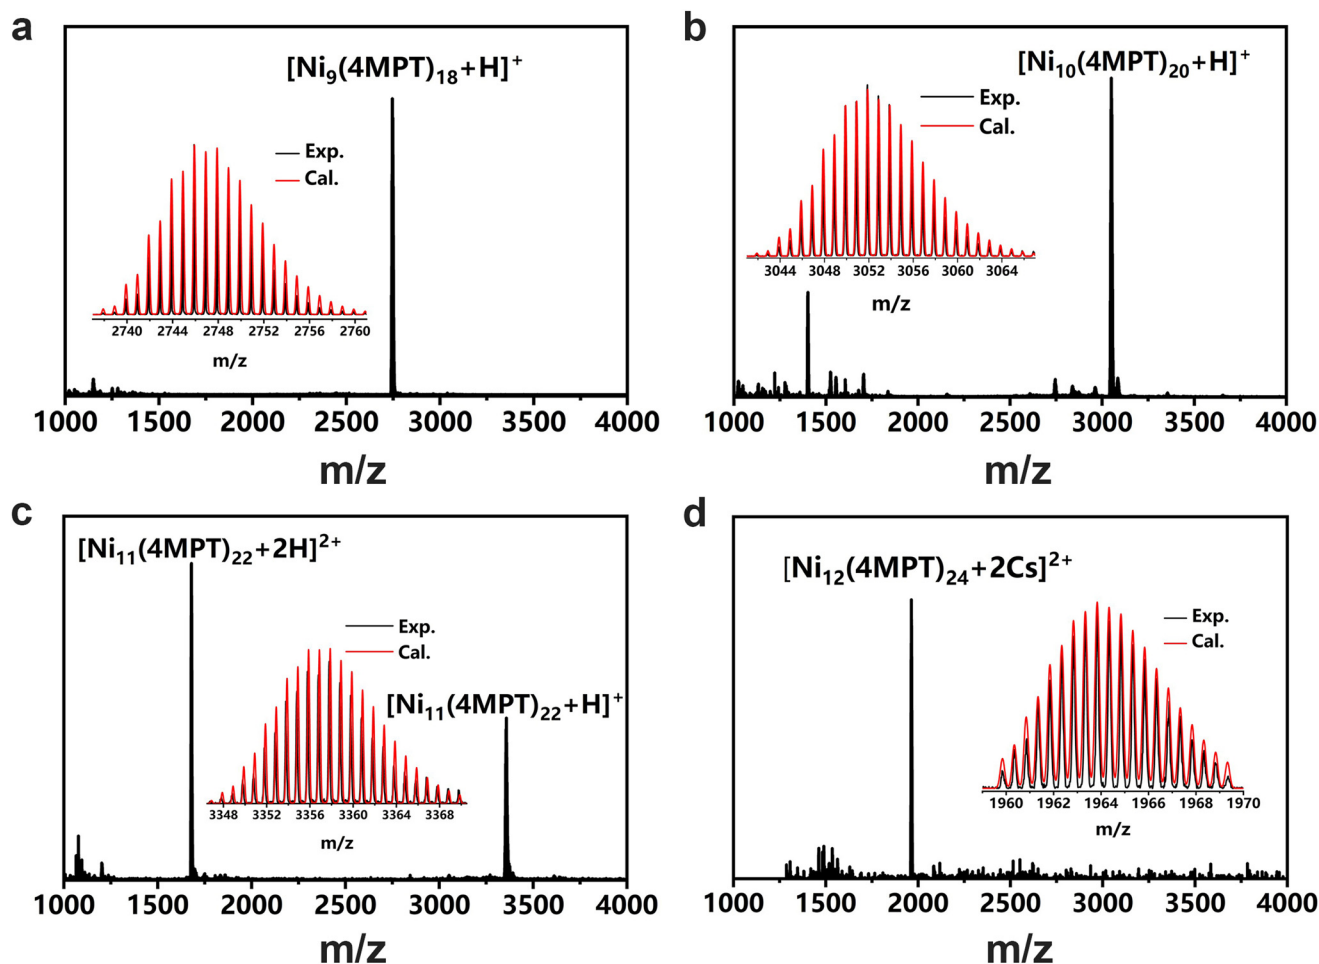 a
[Ni9(4MPT)18+H]+
Exp.
Cal.
2740 2744 2748 2752 2756 2760
m/z
1000 1500 2000 2500 3000 3500 4000
m/z
b
[Ni10(4MPT)20+H]+
Exp.
Cal.
3044 3048 3052 3056 3060 3064
m/z
1000 1500 2000 2500 3000 3500 4000
m/z
c
[Ni11(4MPT)22+2H]2+
Exp.
Cal.
[Ni11(4MPT)22+H]+
3348 3352 3356 3360 3364 3368
m/z
1000 1500 2000 2500 3000 3500 4000
m/z
d
[Ni12(4MPT)24+2Cs]2+
Exp.
Cal.
1960 1962 1964 1966 1968 1970
m/z
1000 1500 2000 2500 3000 3500 4000
m/z